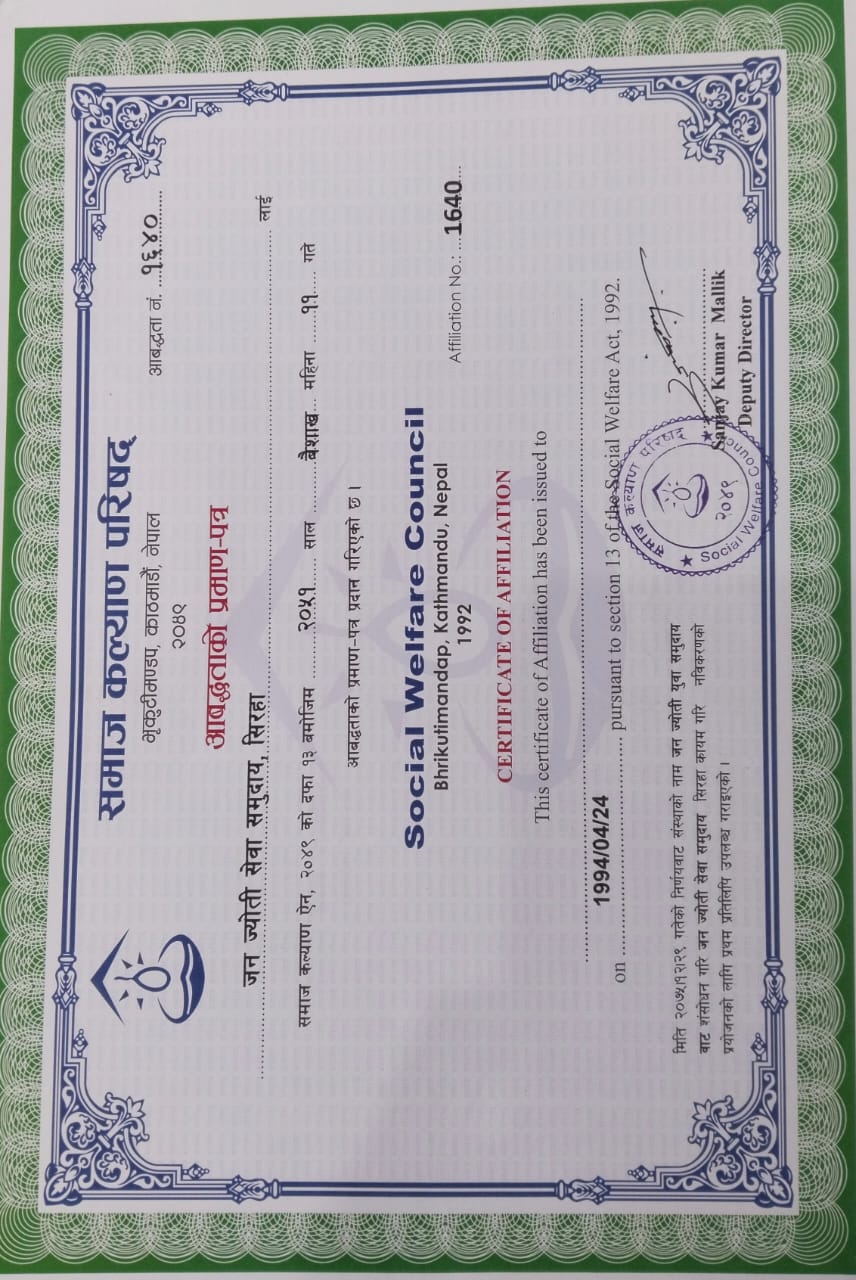 समाज कल्याण परिषद्
भृकुटीमण्डप, काठमाडौं, नेपाल
२०४९
आबद्धता नं. ...१६४०......
आबद्धताको प्रमाण-पत्र
जन ज्योती सेवा समुदाय, सिरहा लाई
समाज कल्याण ऐन, २०४९ को दफा १३ बमोजिम .........२०५१...... साल ..........बैशाख... महिना ......११..... गते
आबद्धताको प्रमाण-पत्र प्रदान गरिएको छ ।
Social Welfare Council
Bhrikutimandap, Kathmandu, Nepal
1992
Affiliation No.: ...1640...
CERTIFICATE OF AFFILIATION
This certificate of Affiliation has been issued to
on 1994/04/24 pursuant to section 13 of the Social Welfare Act, 1992.
मिति २०७५।१२।२९ गतेको निर्णयवाट संस्थाको नाम जन ज्योती युवा समुदाय
बाट शंसोधन गरि जन ज्योती सेवा समुदाय सिरहा कायम गरि नविकरणको
प्रयोजनको लागि प्रथम प्रतिलिपि उपलब्ध गराइएको ।
समाज कल्याण परिषद्
२०४९
Social Welfare Council
Sanjay Kumar Mallik
Deputy Director